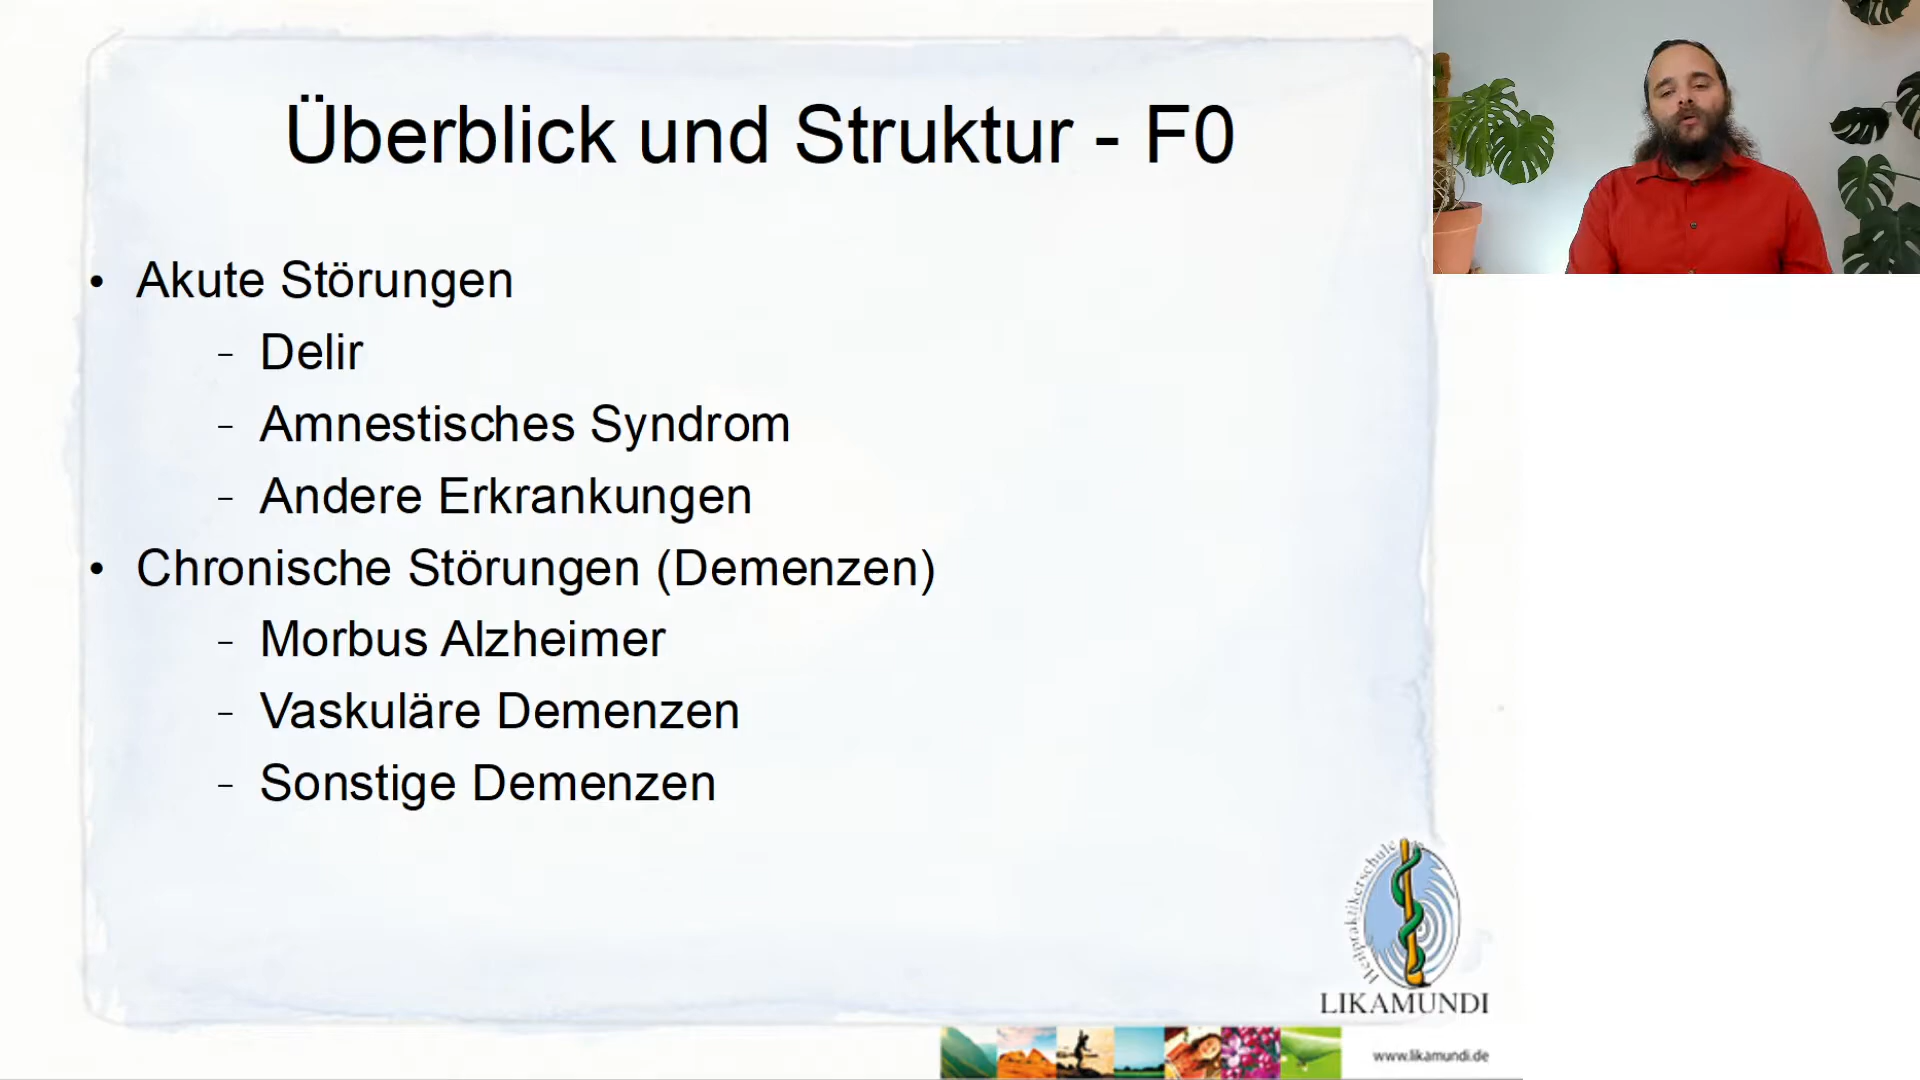 Überblick und Struktur - F0
• Akute Störungen
– Delir
– Amnestisches Syndrom
– Andere Erkrankungen
• Chronische Störungen (Demenzen)
– Morbus Alzheimer
– Vaskuläre Demenzen
– Sonstige Demenzen
Heilpraktikerschule
LIKAMUNDI
www.likamundi.de